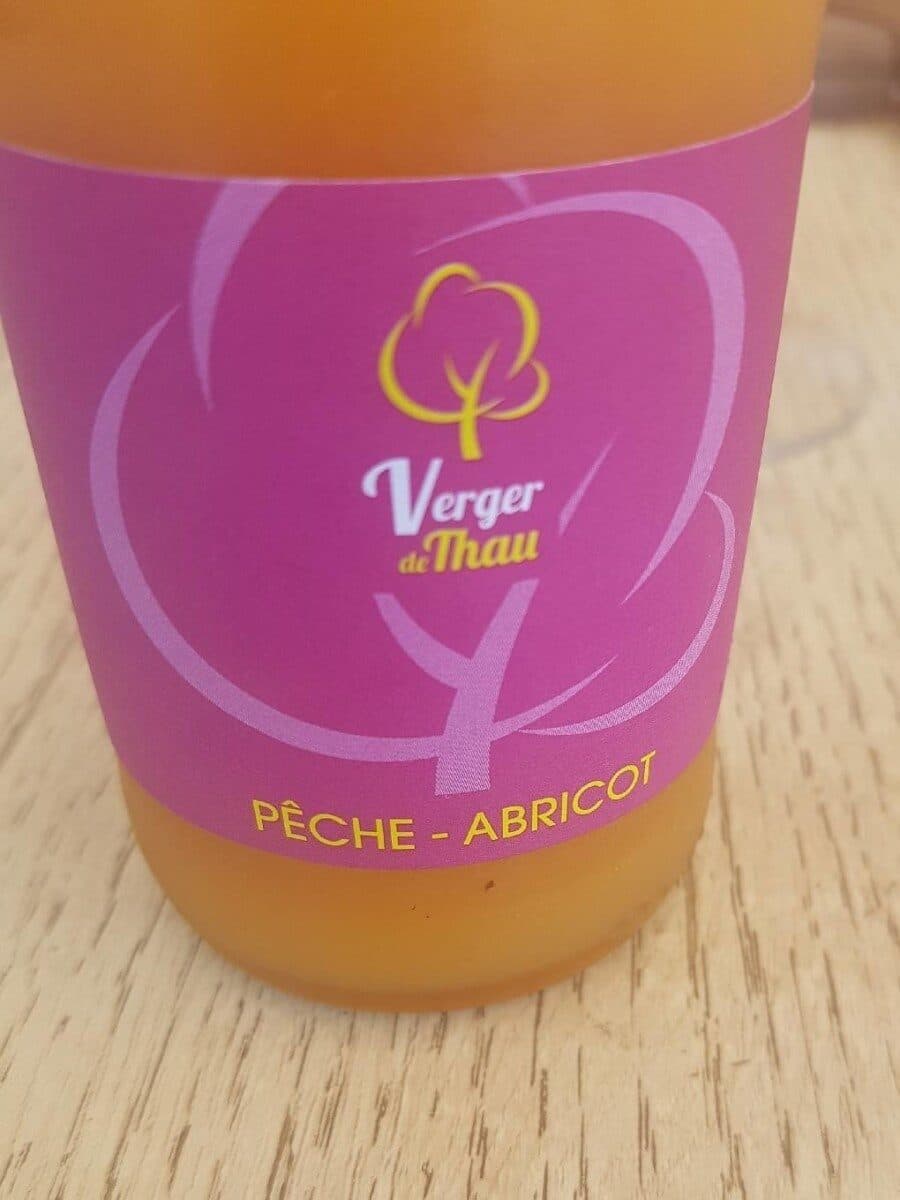 Verger
de Thau
PÊCHE - ABRICOT